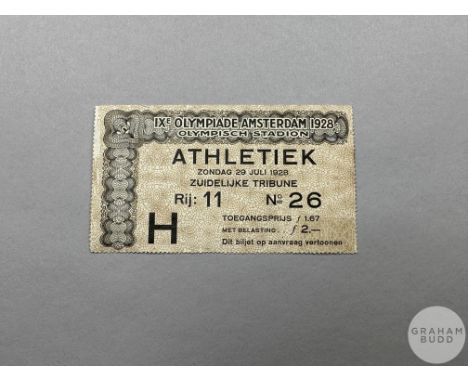 IXE OLYMPIADE AMSTERDAM 1928
OLYMPISCH STADION
ATHLETIEK
ZONDAG 29 JULI 1928
ZUIDELIJKE TRIBUNE
Rij: 11 No 26
H
TOEGANGSPRIJS f 1.67
MET BELASTING . . f 2.—
Dit biljet op aanvraag vertoonen
GRAHAM
BUDD